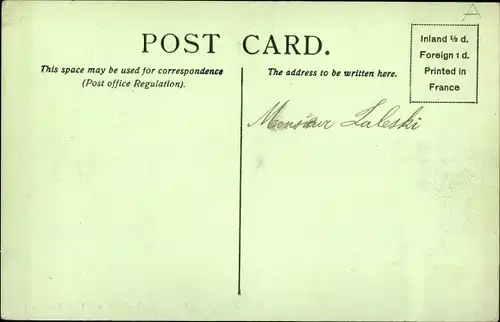 A
POST CARD.
Inland ½ d.
Foreign 1 d.
Printed in
France
This space may be used for correspondence
(Post office Regulation).
The address to be written here.
Monsieur Laleski